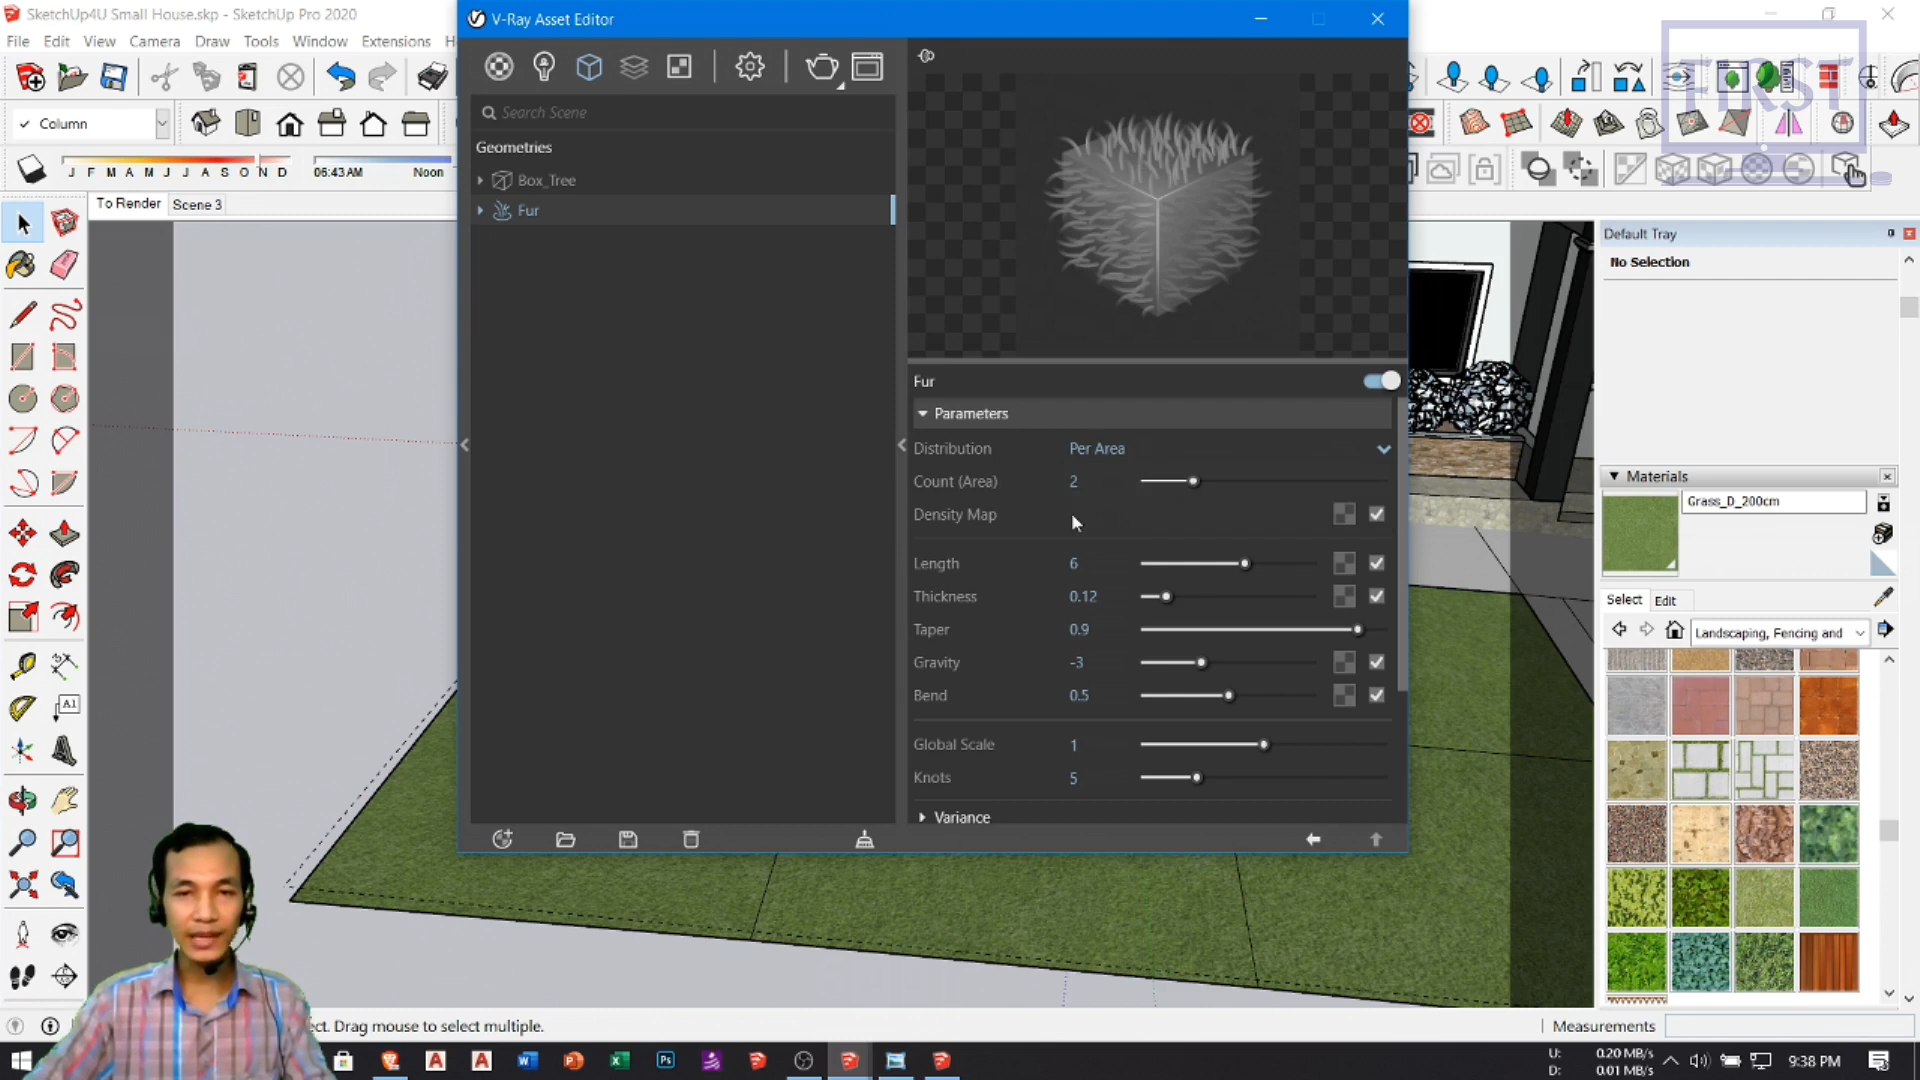 SketchUp4U Small House.skp - SketchUp Pro 2020
File Edit View Camera Draw Tools Window Extensions H
V-Ray Asset Editor
FIRST
Column
J F M A M J J A S O N D
06:43 AM Noon
To Render Scene 3
Search Scene
Geometries
Box_Tree
Fur
Fur
Parameters
Distribution Per Area
Count (Area) 2
Density Map
Length 6
Thickness 0.12
Taper 0.9
Gravity -3
Bend 0.5
Global Scale 1
Knots 5
Variance
Default Tray
No Selection
Materials
Grass_D_200cm
Select Edit
Landscaping, Fencing and
A1
ect. Drag mouse to select multiple.
Measurements
U: 0.20 MB/s
D: 0.01 MB/s
9:38 PM